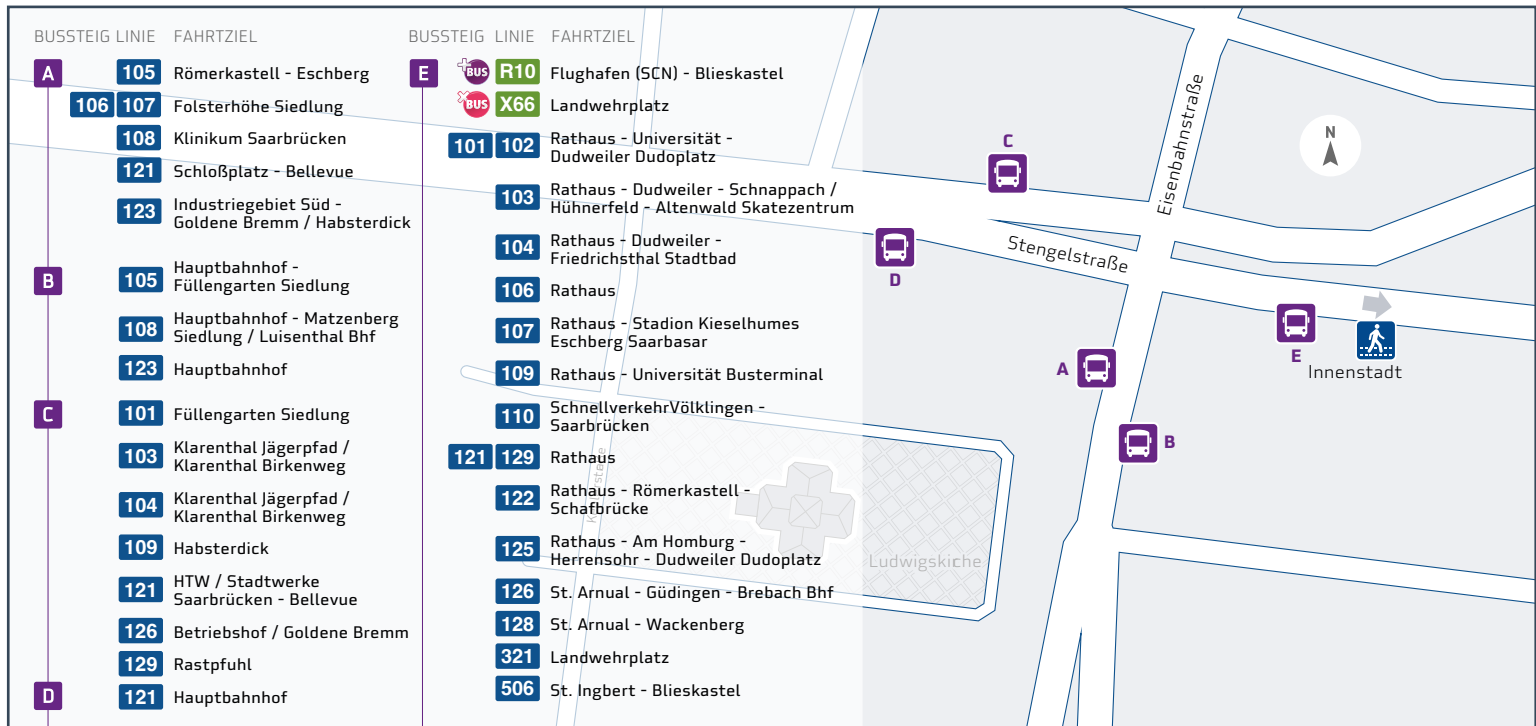 BUSSTEIG LINIE FAHRTZIEL
A 105 Römerkastell - Eschberg
106 107 Folsterhöhe Siedlung
108 Klinikum Saarbrücken
121 Schloßplatz - Bellevue
123 Industriegebiet Süd -
Goldene Bremm / Habsterdick
B 105 Hauptbahnhof -
Füllengarten Siedlung
108 Hauptbahnhof - Matzenberg
Siedlung / Luisenthal Bhf
123 Hauptbahnhof
C 101 Füllengarten Siedlung
103 Klarenthal Jägerpfad /
Klarenthal Birkenweg
104 Klarenthal Jägerpfad /
Klarenthal Birkenweg
109 Habsterdick
121 HTW / Stadtwerke
Saarbrücken - Bellevue
126 Betriebshof / Goldene Bremm
129 Rastpfuhl
D 121 Hauptbahnhof
BUSSTEIG LINIE FAHRTZIEL
E +BUS R10 Flughafen (SCN) - Blieskastel
xBUS X66 Landwehrplatz
101 102 Rathaus - Universität -
Dudweiler Dudoplatz
103 Rathaus - Dudweiler - Schnappach /
Hühnerfeld - Altenwald Skatezentrum
104 Rathaus - Dudweiler -
Friedrichsthal Stadtbad
106 Rathaus
107 Rathaus - Stadion Kieselhumes
Eschberg Saarbasar
109 Rathaus - Universität Busterminal
110 SchnellverkehrVölklingen -
Saarbrücken
121 129 Rathaus
122 Rathaus - Römerkastell -
Schafbrücke
125 Rathaus - Am Homburg -
Herrensohr - Dudweiler Dudoplatz
126 St. Arnual - Güdingen - Brebach Bhf
128 St. Arnual - Wackenberg
321 Landwehrplatz
506 St. Ingbert - Blieskastel
C
D
Stengelstraße
Eisenbahnstraße
N
E
Innenstadt
A
B
Ludwigskirche